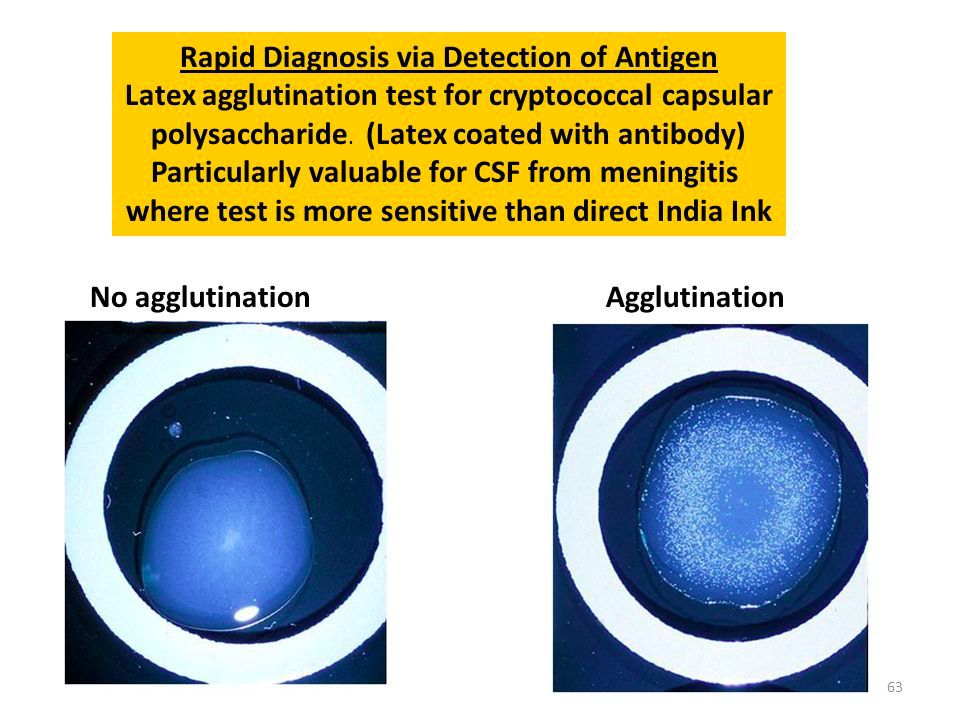 Rapid Diagnosis via Detection of Antigen
Latex agglutination test for cryptococcal capsular
polysaccharide. (Latex coated with antibody)
Particularly valuable for CSF from meningitis
where test is more sensitive than direct India Ink
No agglutination
Agglutination
63